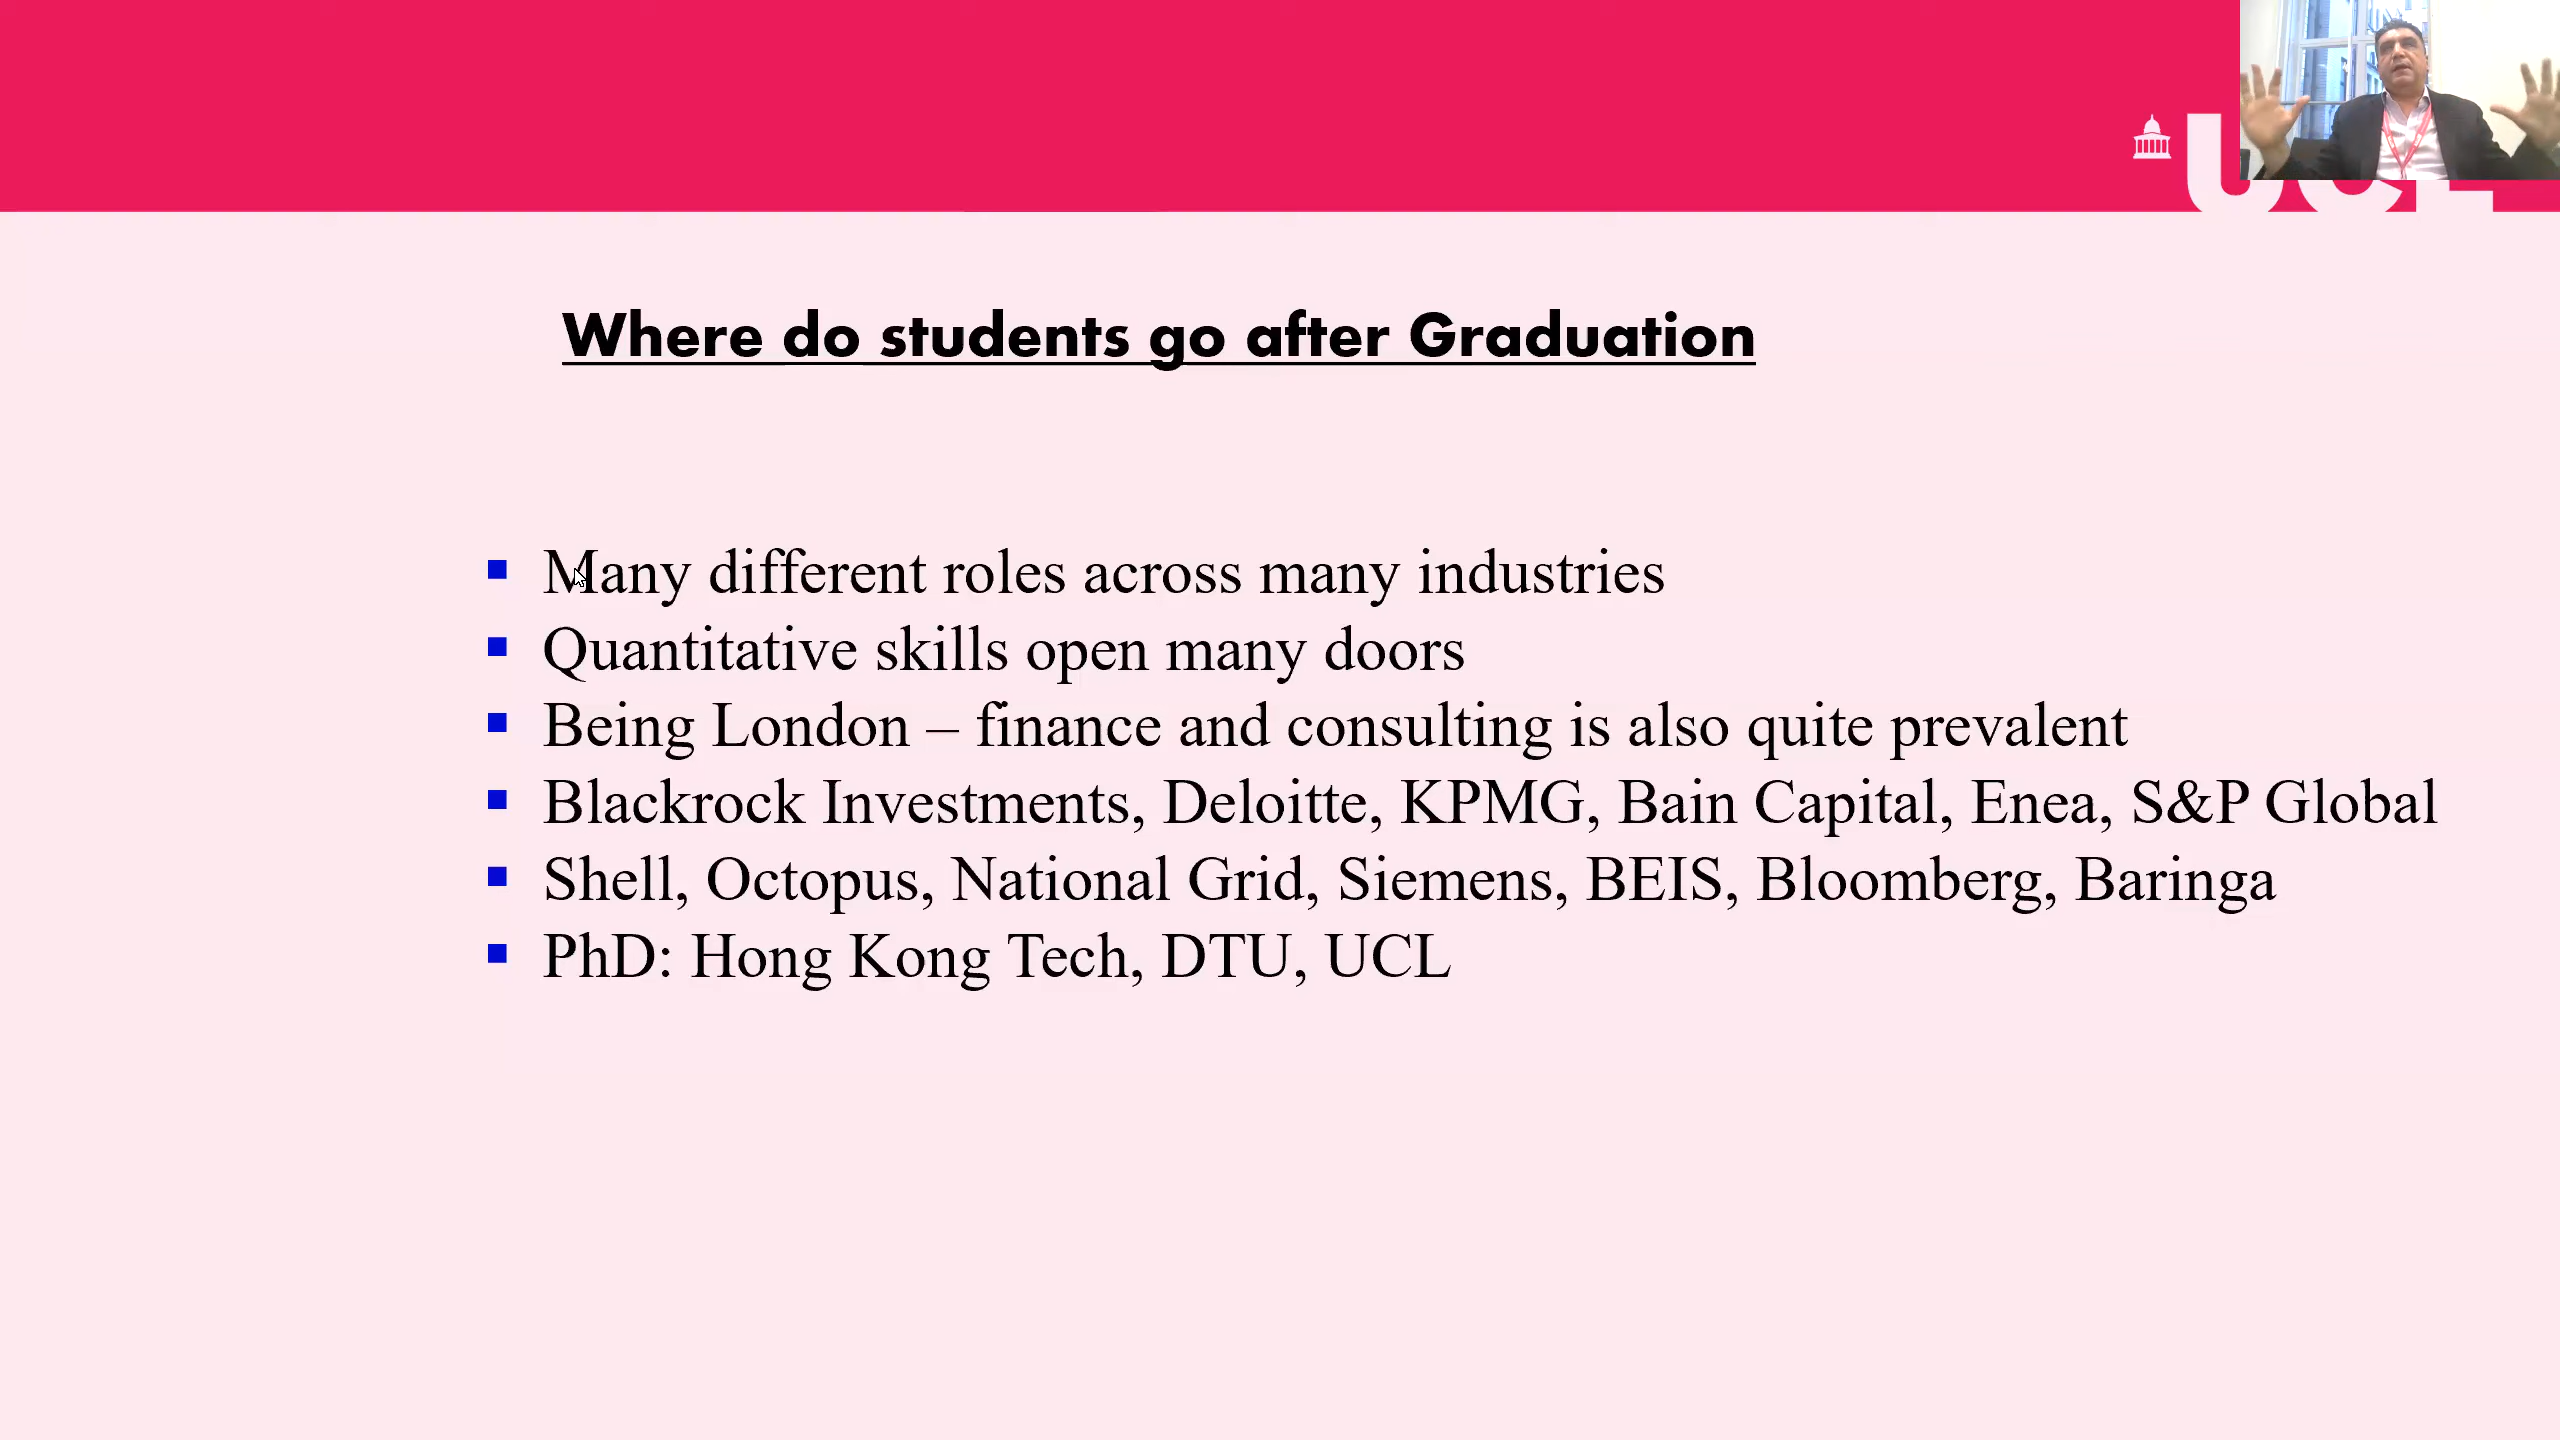 UCL
Where do students go after Graduation
Many different roles across many industries
Quantitative skills open many doors
Being London – finance and consulting is also quite prevalent
Blackrock Investments, Deloitte, KPMG, Bain Capital, Enea, S&P Global
Shell, Octopus, National Grid, Siemens, BEIS, Bloomberg, Baringa
PhD: Hong Kong Tech, DTU, UCL